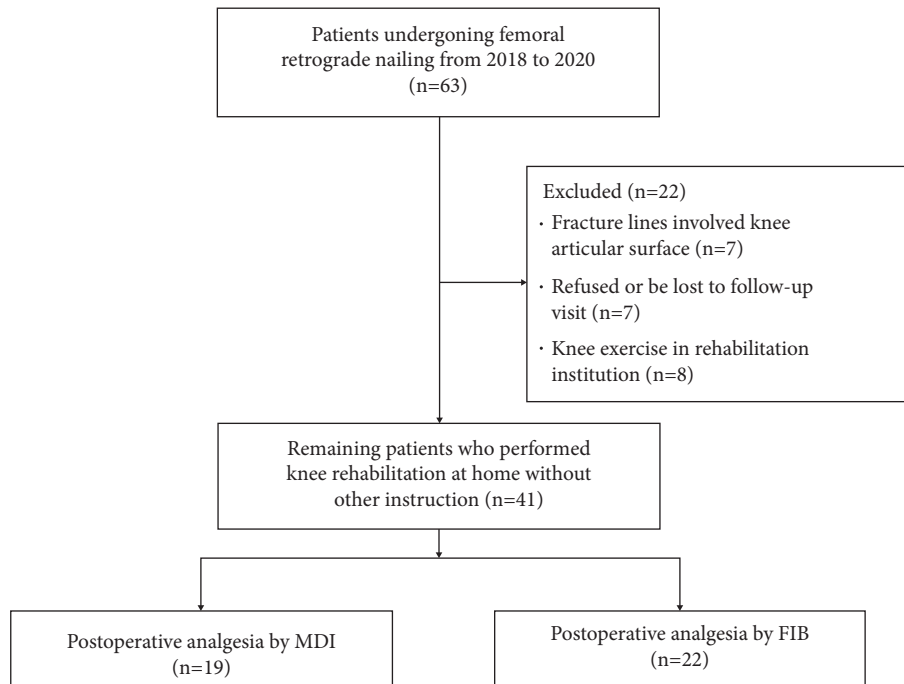 Patients undergoning femoral
retrograde nailing from 2018 to 2020
(n=63)
Excluded (n=22)
· Fracture lines involved knee
articular surface (n=7)
· Refused or be lost to follow-up
visit (n=7)
· Knee exercise in rehabilitation
institution (n=8)
Remaining patients who performed
knee rehabilitation at home without
other instruction (n=41)
Postoperative analgesia by MDI
(n=19)
Postoperative analgesia by FIB
(n=22)